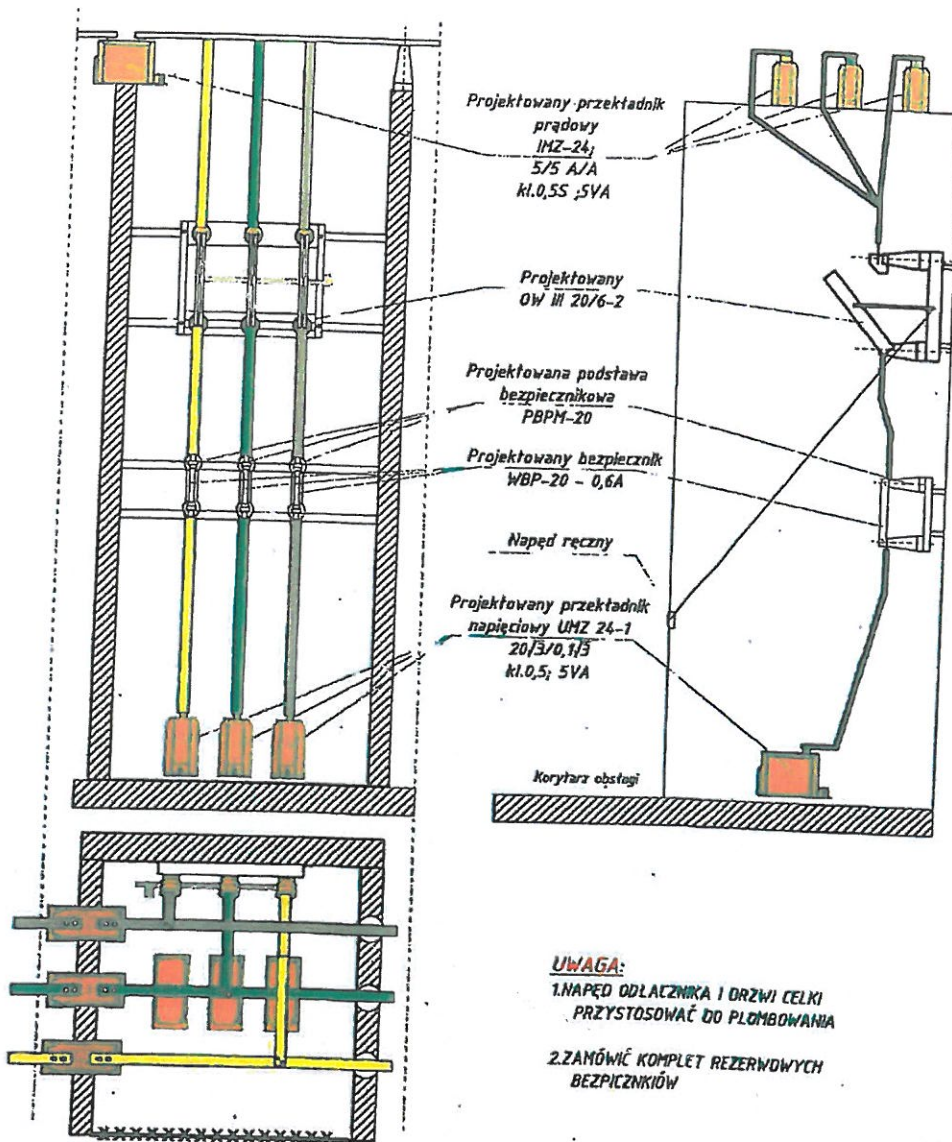 Projektowany przekładnik
prądowy
IMZ-24;
5/5 A/A
kl.0,5S ;5VA
Projektowany
OW III 20/6-2
Projektowana podstawa
bezpiecznikowa
PBPM-20
Projektowany bezpiecznik
WBP-20 - 0,6A
Napęd ręczny
Projektowany przekładnik
napięciowy UMZ 24-1
20/3/0,1/3
kl.0,5; 5VA
Korytarz obsługi
UWAGA:
1.NAPĘD ODLACZNIKA I DRZWI CELKI
PRZYSTOSOWAĆ DO PLOMBOWANIA
2.ZAMÓWIĆ KOMPLET REZERWOWYCH
BEZPICZNKIÓW